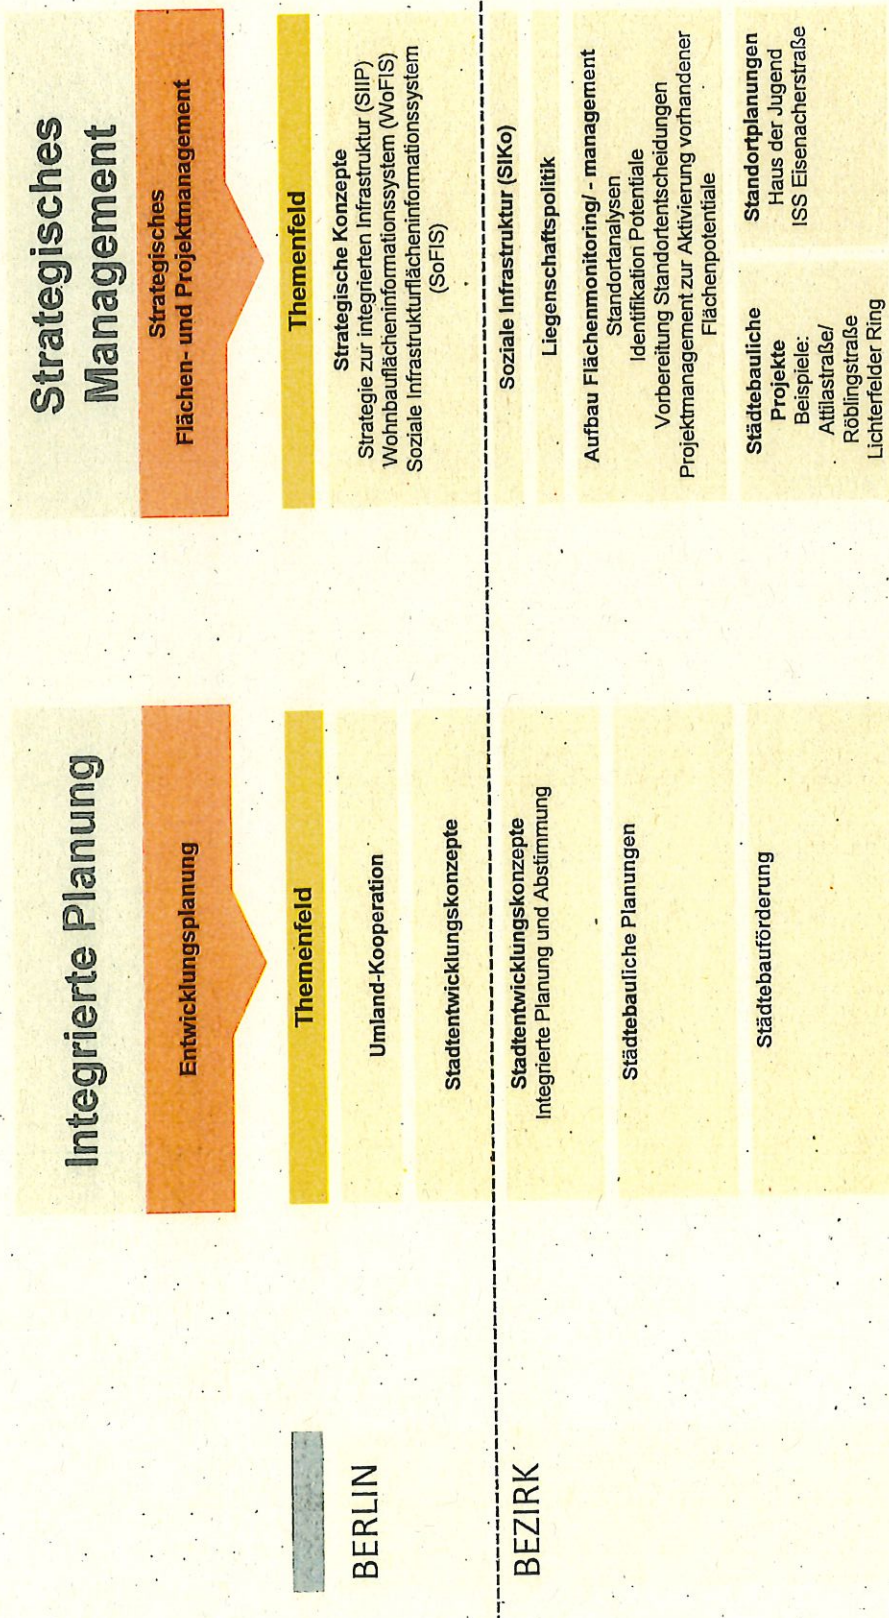 Integrierte Planung
Entwicklungsplanung
Themenfeld
Umland-Kooperation
Stadtentwicklungskonzepte
Stadtentwicklungskonzepte
Integrierte Planung und Abstimmung
Städtebauliche Planungen
Städtebauförderung
Strategisches
Management
Strategisches
Flächen- und Projektmanagement
Themenfeld
Strategische Konzepte
Strategie zur integrierten Infrastruktur (SIIP)
Wohnbauflächeninformationssystem (WoFIS)
Soziale Infrastrukturflächeninformationssystem
(SoFIS)
Soziale Infrastruktur (SIKo)
Liegenschaftspolitik
Aufbau Flächenmonitoring/ - management
Standortanalysen
Identifikation Potentiale
Vorbereitung Standortentscheidungen
Projektmanagement zur Aktivierung vorhandener
Flächenpotentiale
Städtebauliche
Projekte
Beispiele:
Attilastraße/
Röblingstraße
Lichterfelder Ring
Standortplanungen
Haus der Jugend
ISS Eisenacherstraße
BERLIN
BEZIRK